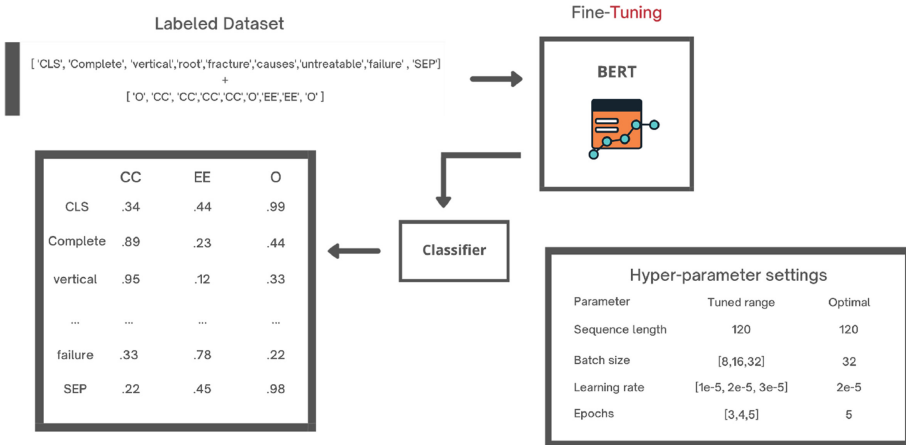 Labeled Dataset
[ 'CLS', 'Complete', 'vertical','root','fracture','causes','untreatable','failure' , 'SEP']
+
[ 'O', 'CC', 'CC','CC','CC','O','EE','EE', 'O' ]
Fine-Tuning
BERT
Classifier
CC EE O
CLS .34 .44 .99
Complete .89 .23 .44
vertical .95 .12 .33
... ... ... ...
failure .33 .78 .22
SEP .22 .45 .98
Hyper-parameter settings
Parameter Tuned range Optimal
Sequence length 120 120
Batch size [8,16,32] 32
Learning rate [1e-5, 2e-5, 3e-5] 2e-5
Epochs [3,4,5] 5